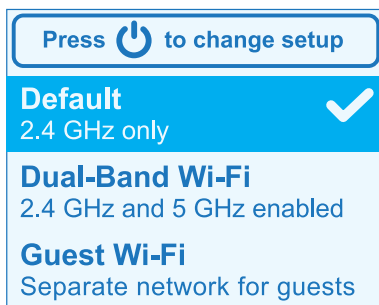 Press to change setup
Default
2.4 GHz only
Dual-Band Wi-Fi
2.4 GHz and 5 GHz enabled
Guest Wi-Fi
Separate network for guests